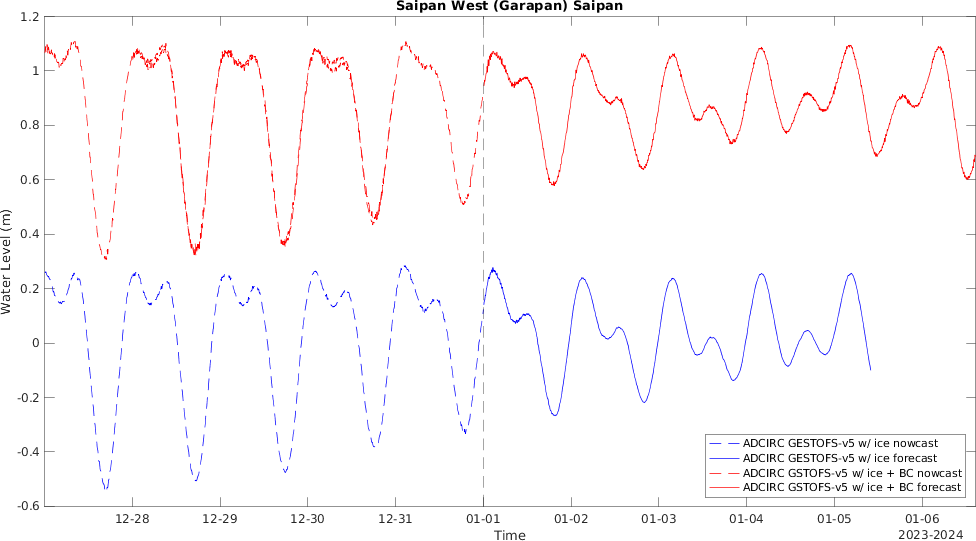 Saipan West (Garapan) Saipan
1.2
1
0.8
0.6
0.4
0.2
0
-0.2
-0.4
-0.6
Water Level (m)
12-28 12-29 12-30 12-31 01-01 01-02 01-03 01-04 01-05 01-06
Time
2023-2024
ADCIRC GESTOFS-v5 w/ ice nowcast
ADCIRC GESTOFS-v5 w/ ice forecast
ADCIRC GSTOFS-v5 w/ ice + BC nowcast
ADCIRC GSTOFS-v5 w/ ice + BC forecast